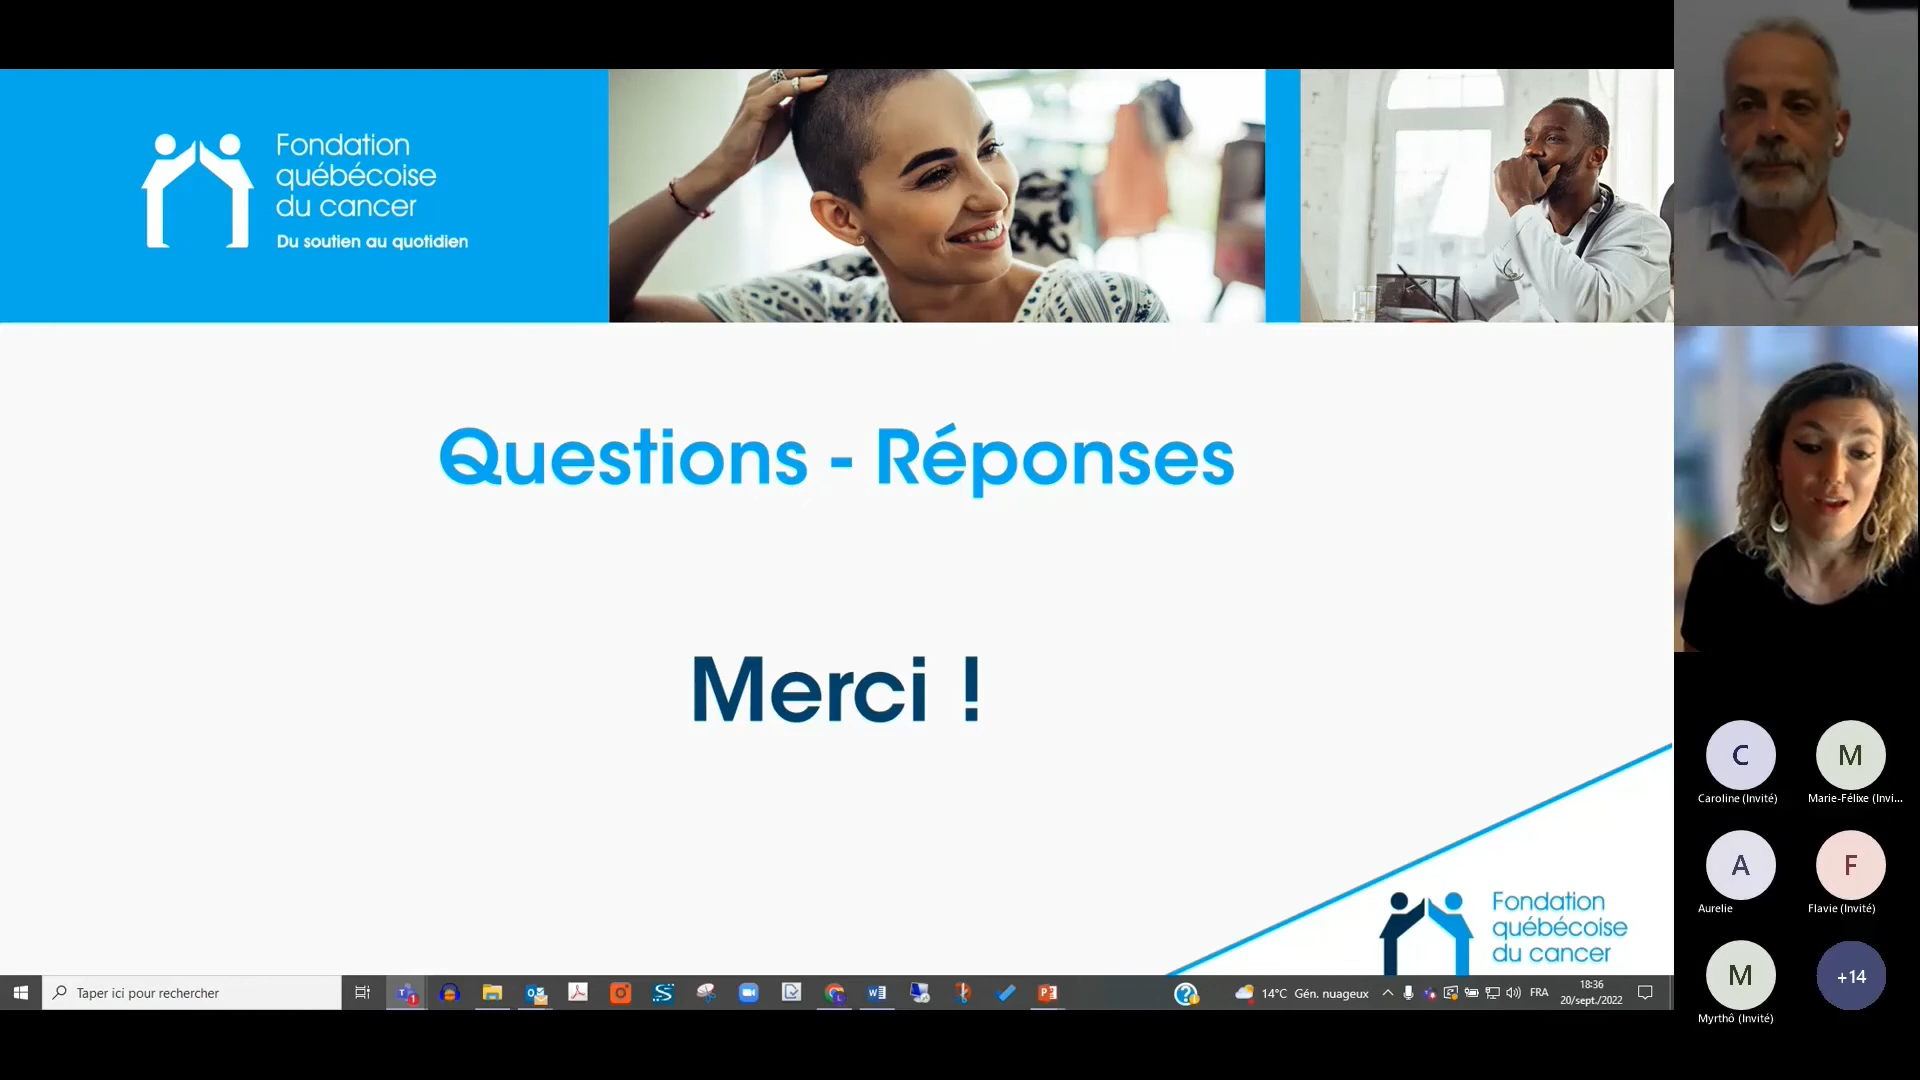 Fondation
québécoise
du cancer
Du soutien au quotidien
Questions - Réponses
Merci !
Fondation
québécoise
du cancer
Taper ici pour rechercher
14°C Gén. nuageux
FRA
18:36
20/sept./2022
C
Caroline (Invité)
M
Marie-Félixe (Invi...
A
Aurelie
F
Flavie (Invité)
M
Myrthô (Invité)
+14